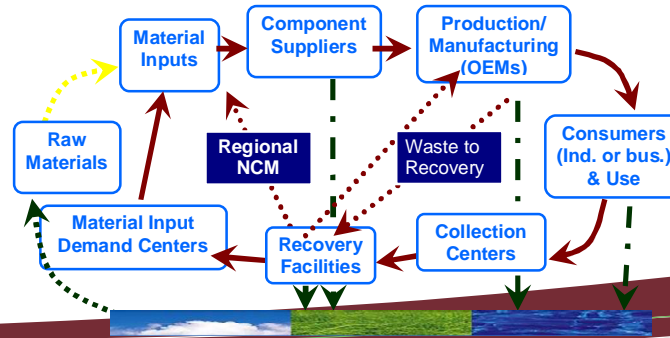 Component
Suppliers
Production/
Manufacturing
(OEMs)
Material
Inputs
Raw
Materials
Regional
NCM
Waste to
Recovery
Consumers
(Ind. or bus.)
& Use
Material Input
Demand Centers
Recovery
Facilities
Collection
Centers